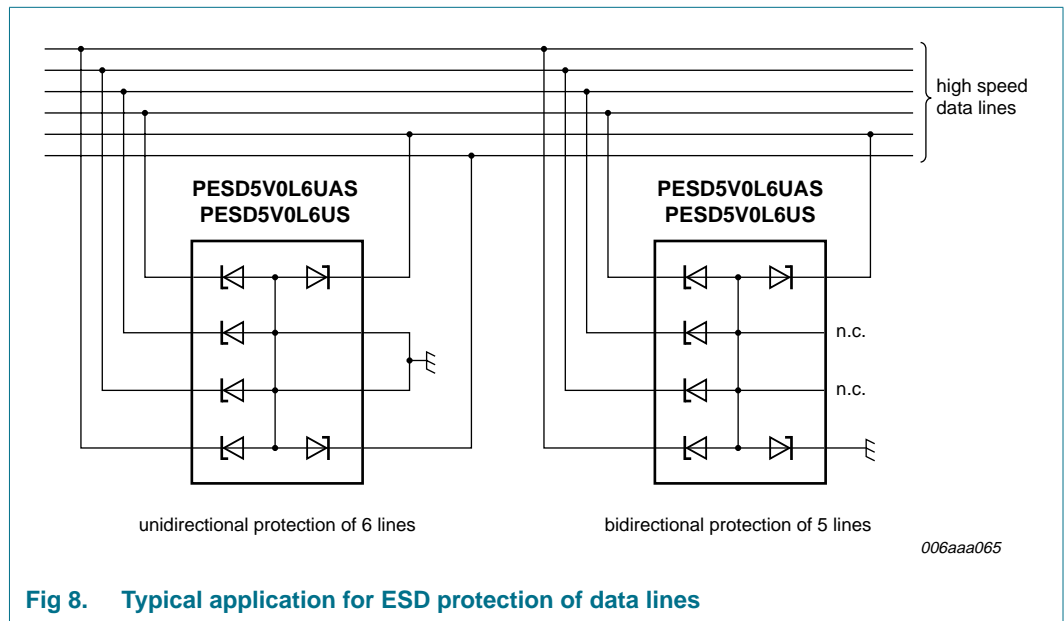 high speed
data lines
PESD5V0L6UAS
PESD5V0L6US
PESD5V0L6UAS
PESD5V0L6US
n.c.
n.c.
unidirectional protection of 6 lines
bidirectional protection of 5 lines
006aaa065
Fig 8. Typical application for ESD protection of data lines